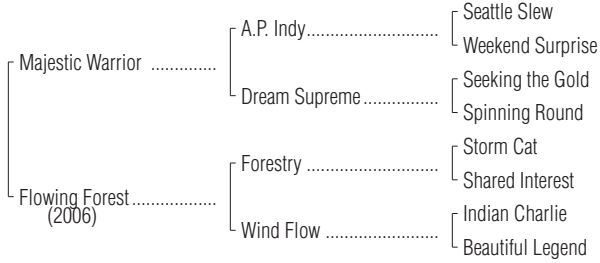 Seattle Slew
A.P. Indy..............................
Weekend Surprise
Majestic Warrior ...............
Seeking the Gold
Dream Supreme.................
Spinning Round
Storm Cat
Forestry ..............................
Shared Interest
Flowing Forest...................
(2006)
Indian Charlie
Wind Flow ..........................
Beautiful Legend